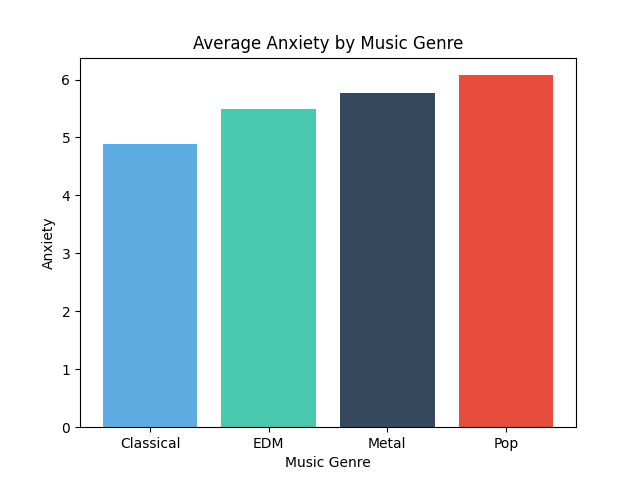 Average Anxiety by Music Genre
6
5
4
3
2
1
0
Anxiety
Classical
EDM
Metal
Pop
Music Genre